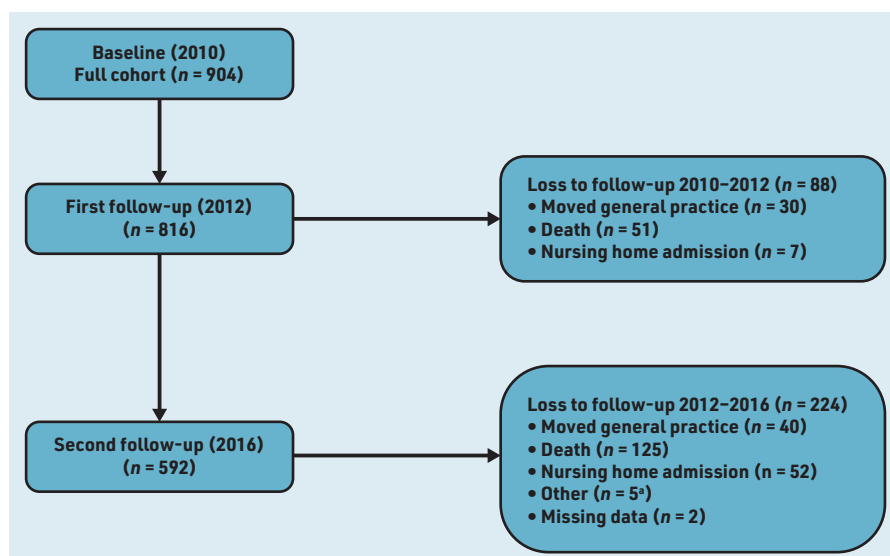 Baseline (2010)
Full cohort (n = 904)
First follow-up (2012)
(n = 816)
Loss to follow-up 2010–2012 (n = 88)
• Moved general practice (n = 30)
• Death (n = 51)
• Nursing home admission (n = 7)
Second follow-up (2016)
(n = 592)
Loss to follow-up 2012–2016 (n = 224)
• Moved general practice (n = 40)
• Death (n = 125)
• Nursing home admission (n = 52)
• Other (n = 5ᵃ)
• Missing data (n = 2)